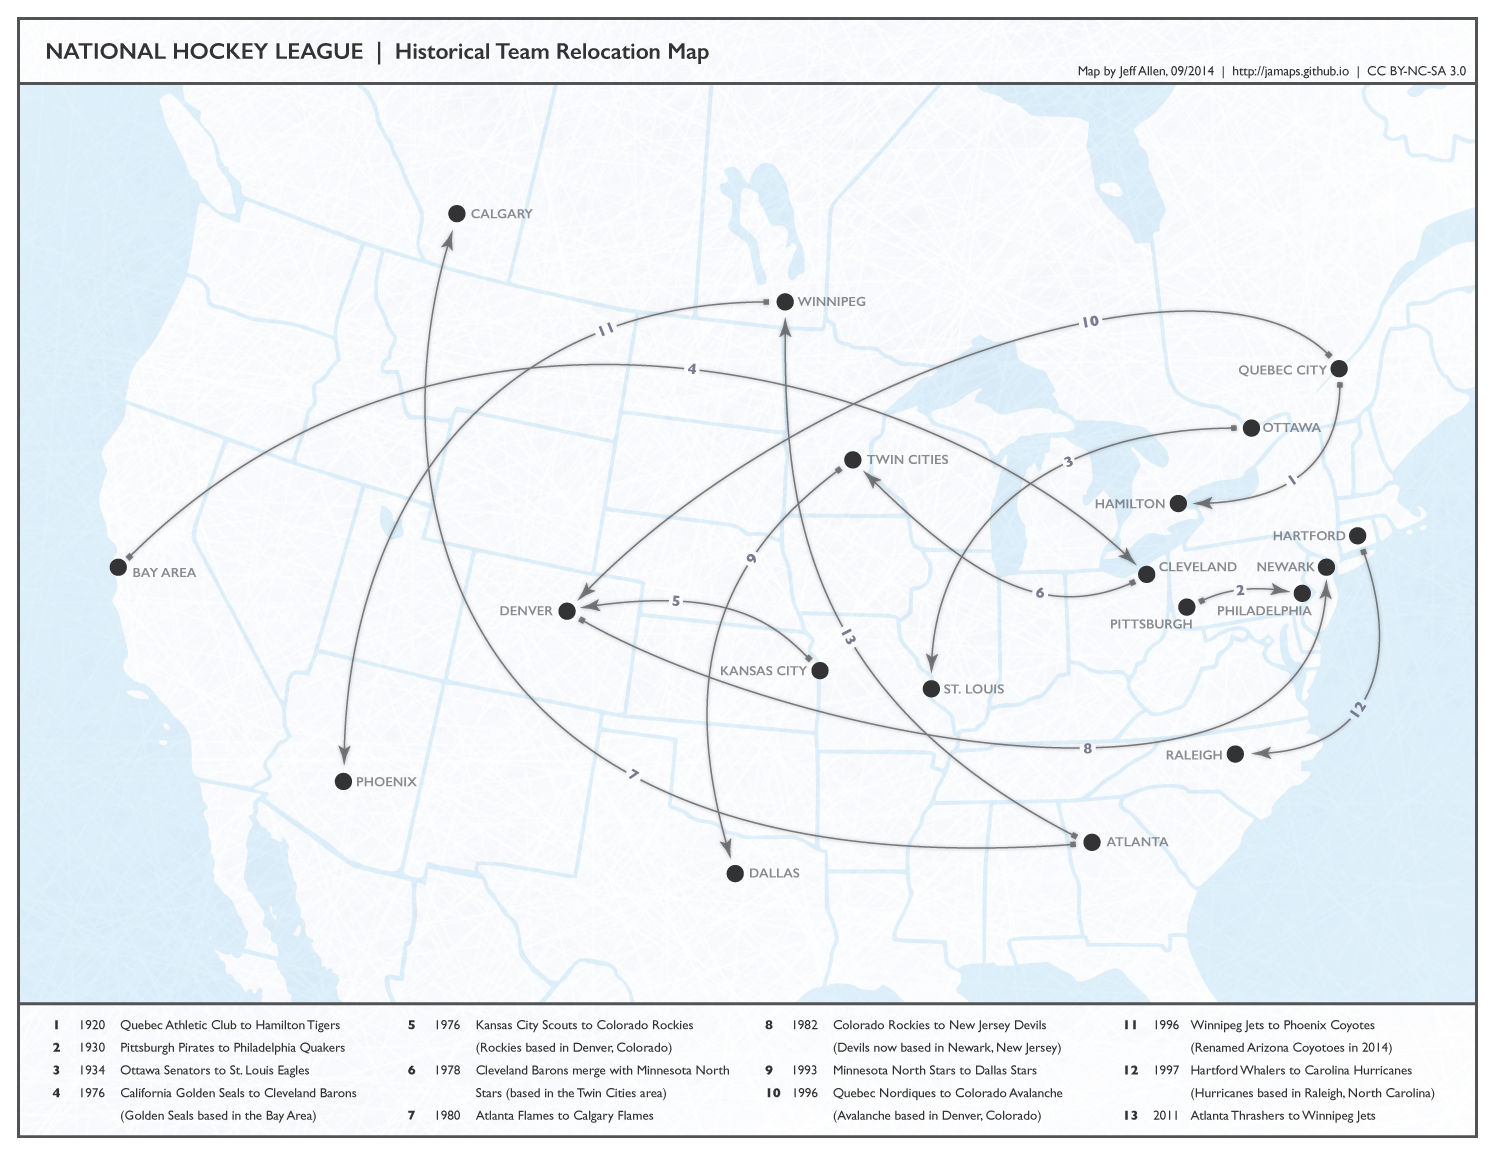 NATIONAL HOCKEY LEAGUE | Historical Team Relocation Map
Map by Jeff Allen, 09/2014 | http://jamaps.github.io | CC BY-NC-SA 3.0
CALGARY
WINNIPEG
11
10
4
QUEBEC CITY
OTTAWA
TWIN CITIES
3
1
HAMILTON
HARTFORD
9
BAY AREA
CLEVELAND
NEWARK
6
2
5
DENVER
PHILADELPHIA
PITTSBURGH
13
KANSAS CITY
ST. LOUIS
12
8
RALEIGH
7
PHOENIX
ATLANTA
DALLAS
1 1920 Quebec Athletic Club to Hamilton Tigers
2 1930 Pittsburgh Pirates to Philadelphia Quakers
3 1934 Ottawa Senators to St. Louis Eagles
4 1976 California Golden Seals to Cleveland Barons
(Golden Seals based in the Bay Area)
5 1976 Kansas City Scouts to Colorado Rockies
(Rockies based in Denver, Colorado)
6 1978 Cleveland Barons merge with Minnesota North
Stars (based in the Twin Cities area)
7 1980 Atlanta Flames to Calgary Flames
8 1982 Colorado Rockies to New Jersey Devils
(Devils now based in Newark, New Jersey)
9 1993 Minnesota North Stars to Dallas Stars
10 1996 Quebec Nordiques to Colorado Avalanche
(Avalanche based in Denver, Colorado)
11 1996 Winnipeg Jets to Phoenix Coyotes
(Renamed Arizona Coyotoes in 2014)
12 1997 Hartford Whalers to Carolina Hurricanes
(Hurricanes based in Raleigh, North Carolina)
13 2011 Atlanta Thrashers to Winnipeg Jets